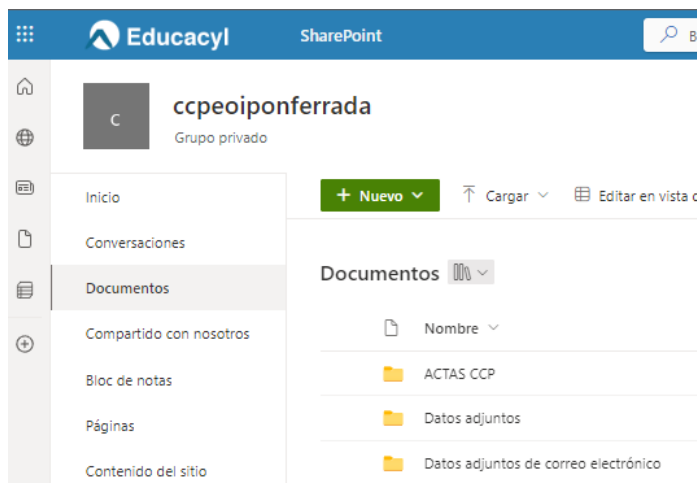 Educacyl
SharePoint
B
C
ccpeoiponferrada
Grupo privado
Inicio
Conversaciones
Documentos
Compartido con nosotros
Bloc de notas
Páginas
Contenido del sitio
+ Nuevo
Cargar
Editar en vista c
Documentos
Nombre
ACTAS CCP
Datos adjuntos
Datos adjuntos de correo electrónico